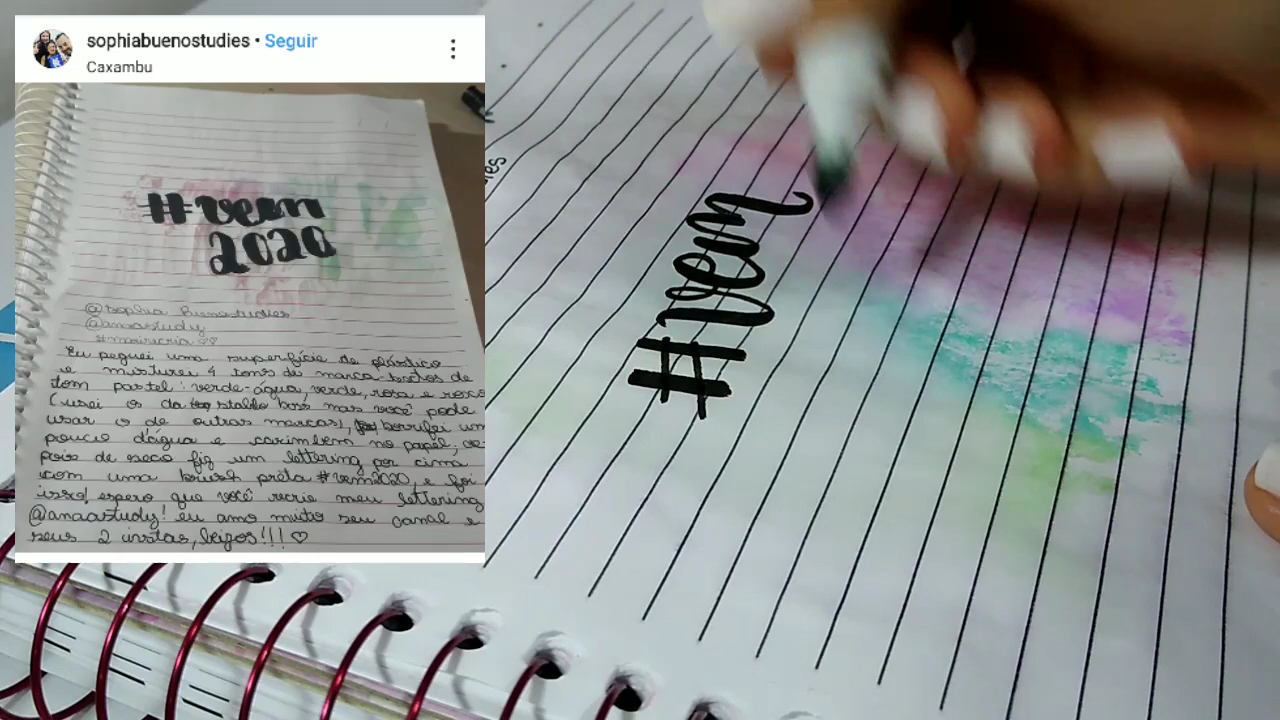 sophiabuenostudies • Seguir
Caxambu
#vem
2020
@sophia buenostudies
@anaastudy
#anarecria ♡♡
Eu peguei uma superfície de plástico
e misturei 4 tons de marca-textos de
tom pastel: verde-água, verde, rosa e roxo
(usei os da stabilo boss mas você pode
usar o de outras marcas), borrifei um
pouco d'água e carimbem no papel, de-
pois de seco fiz um lettering por cima
com uma brush preta #vem2020, e foi
isso! espero que você recrie meu lettering
@anaastudy! eu amo muito seu canal e
seus 2 instas, beijos!!! ♡
#vem